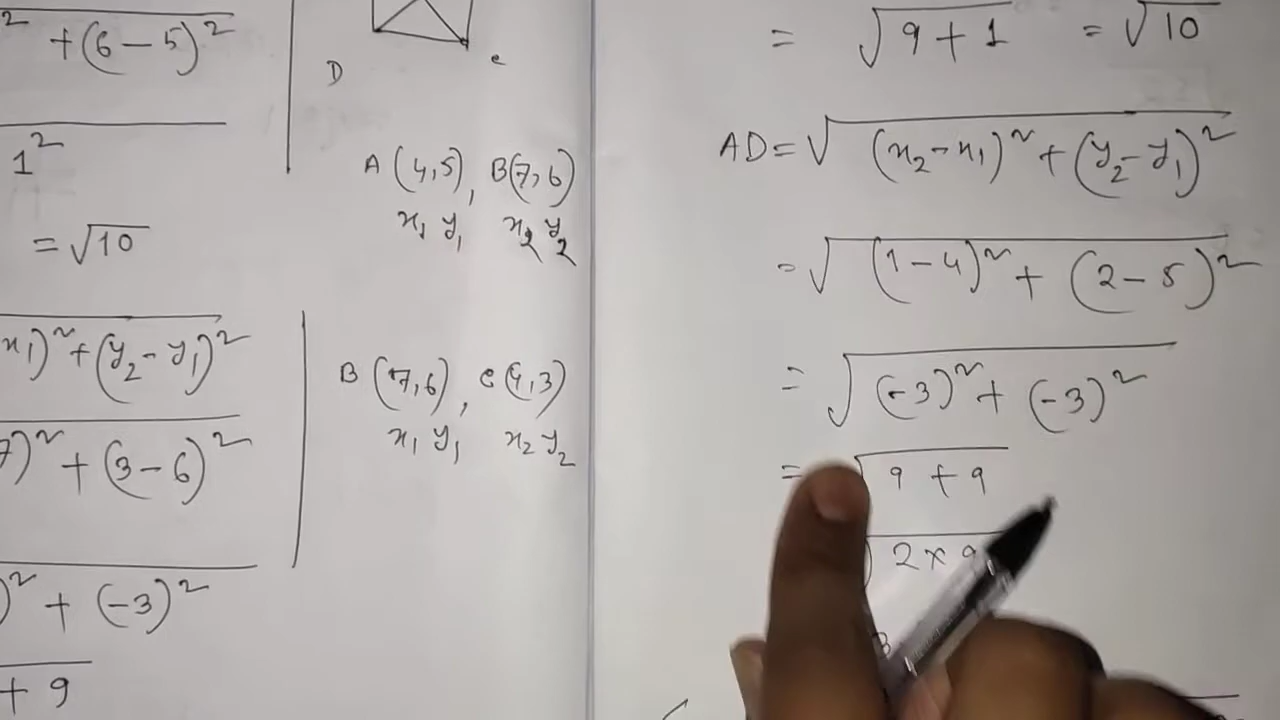 ² + (6 – 5)²
1²
= √10
x₁)² + (y₂ – y₁)²
7)² + (3 – 6)²
)² + (–3)²
+ 9
D
c
A (4,5), B(7,6)
x₁ y₁ x₂ y₂
B (7,6), C(4,3)
x₁ y₁ x₂ y₂
= √9 + 1 = √10
AD = √(x₂ – x₁)² + (y₂ – y₁)²
= √(1 – 4)² + (2 – 5)²
= √(–3)² + (–3)²
= √9 + 9
√2 × 9